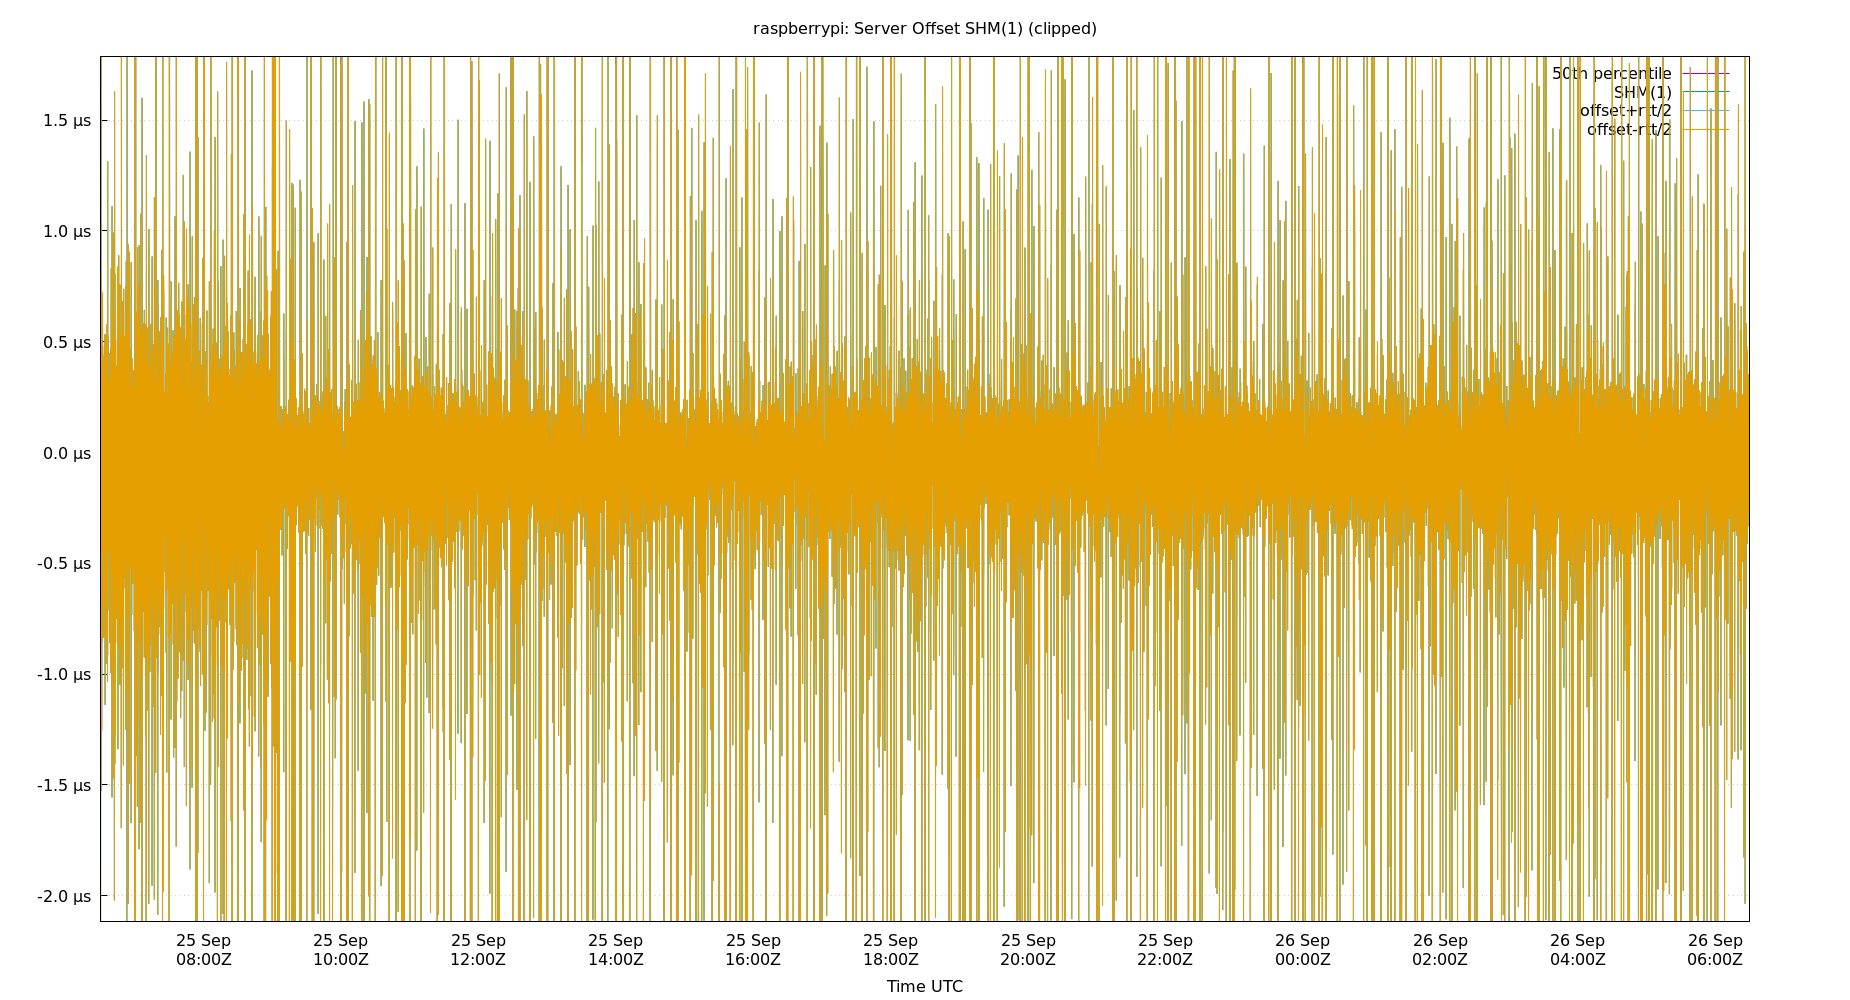 raspberrypi: Server Offset SHM(1) (clipped)
50th percentile
SHM(1)
offset+rtt/2
offset-rtt/2
1.5 µs
1.0 µs
0.5 µs
0.0 µs
-0.5 µs
-1.0 µs
-1.5 µs
-2.0 µs
25 Sep 25 Sep 25 Sep 25 Sep 25 Sep 25 Sep 25 Sep 25 Sep 26 Sep 26 Sep 26 Sep 26 Sep
08:00Z 10:00Z 12:00Z 14:00Z 16:00Z 18:00Z 20:00Z 22:00Z 00:00Z 02:00Z 04:00Z 06:00Z
Time UTC